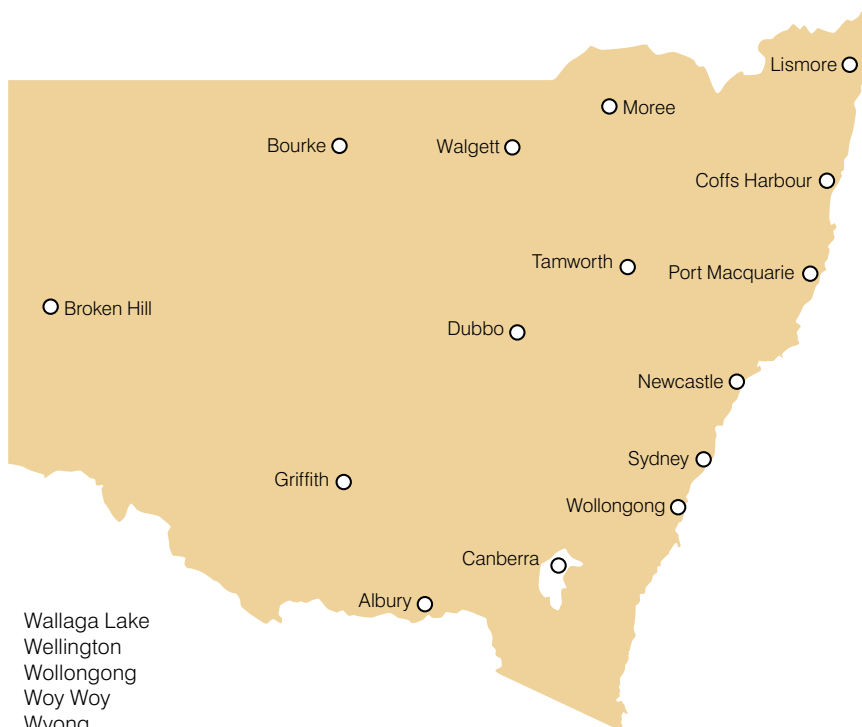 Lismore
Moree
Bourke
Walgett
Coffs Harbour
Tamworth
Port Macquarie
Broken Hill
Dubbo
Newcastle
Sydney
Griffith
Wollongong
Canberra
Albury
Wallaga Lake
Wellington
Wollongong
Woy Woy
Wyong